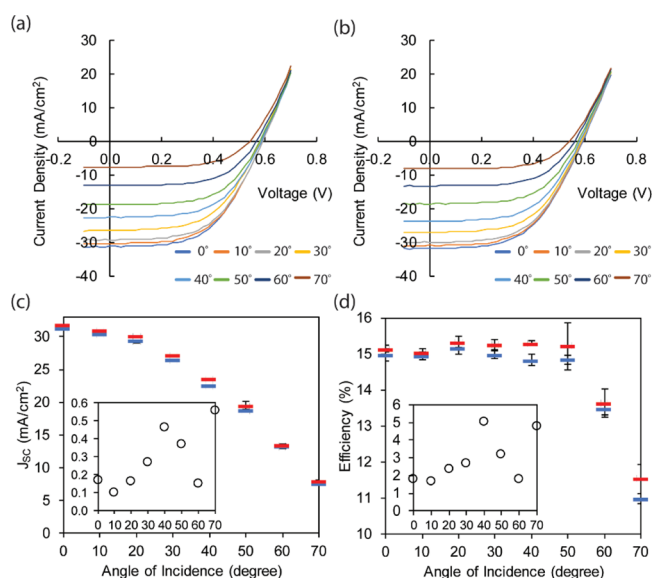 (a)
30
20
10
0
-10
-20
-30
-40
-0.2 0.0 0.2 0.4 0.6 0.8
Current Density (mA/cm²)
Voltage (V)
0° 10° 20° 30°
40° 50° 60° 70°
(b)
30
20
10
0
-10
-20
-30
-40
-0.2 0.0 0.2 0.4 0.6 0.8
Current Density (mA/cm²)
Voltage (V)
0° 10° 20° 30°
40° 50° 60° 70°
(c)
30
25
20
15
10
5
0
J_SC (mA/cm²)
0 10 20 30 40 50 60 70
Angle of Incidence (degree)
0.6
0.5
0.4
0.3
0.2
0.1
0.0
0 10 20 30 40 50 60 70
(d)
16
15
14
13
12
11
10
Efficiency (%)
0 10 20 30 40 50 60 70
Angle of Incidence (degree)
6
5
4
3
2
1
0
0 10 20 30 40 50 60 70